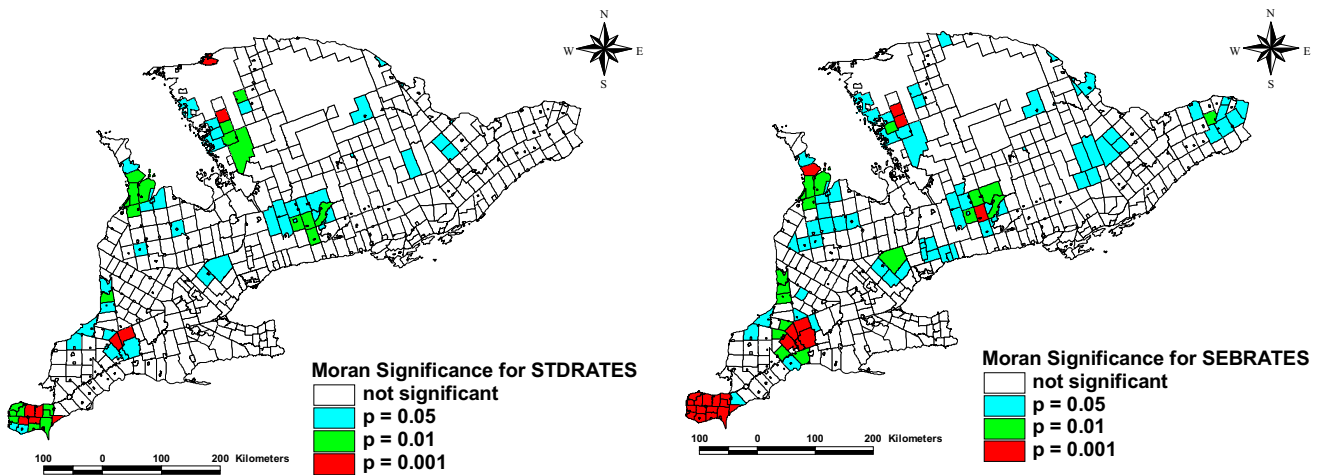 N
W E
S
Moran Significance for STDRATES
not significant
p = 0.05
p = 0.01
p = 0.001
100 0 100 200 Kilometers
N
W E
S
Moran Significance for SEBRATES
not significant
p = 0.05
p = 0.01
p = 0.001
100 0 100 200 Kilometers